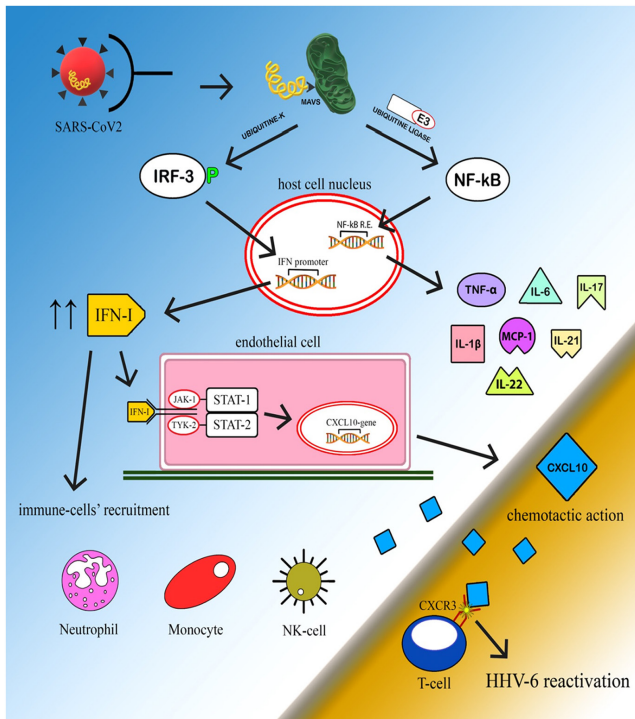 SARS-CoV2
MAVS
UBIQUITINE-K
E3
UBIQUITINE LIGASE
IRF-3
P
NF-kB
host cell nucleus
NF-kB R.E.
IFN promoter
TNF-α
IL-6
IL-17
IFN-I
IL-1β
MCP-1
IL-21
IL-22
endothelial cell
IFN-I
JAK-1
STAT-1
TYK-2
STAT-2
CXCL10-gene
CXCL10
chemotactic action
immune-cells' recruitment
Neutrophil
Monocyte
NK-cell
CXCR3
T-cell
HHV-6 reactivation